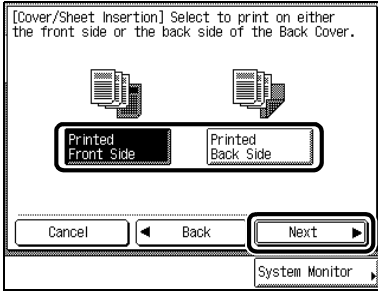 [Cover/Sheet Insertion] Select to print on either
the front side or the back side of the Back Cover.
Printed
Front Side
Printed
Back Side
Cancel
Back
Next
System Monitor